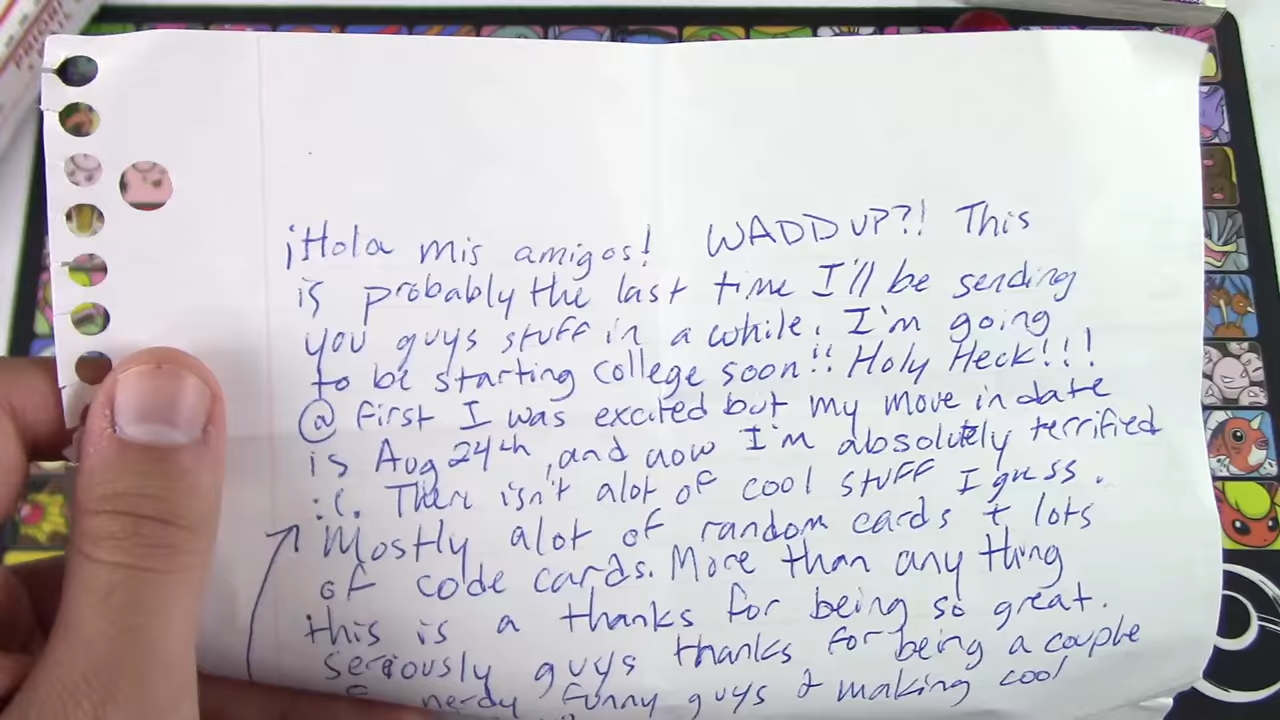 ¡Hola mis amigos! WADDUP?! This
is probably the last time I'll be sending
you guys stuff in a while. I'm going
to be starting college soon!! Holy Heck!!!
@ first I was excited but my move in date
is Aug 24th, and now I'm absolutely terrified
:(. There isn't alot of cool stuff I guess.
Mostly alot of random cards + lots
of code cards. More than any thing
this is a thanks for being so great.
seriously guys thanks for being a couple
of nerdy funny guys & making cool